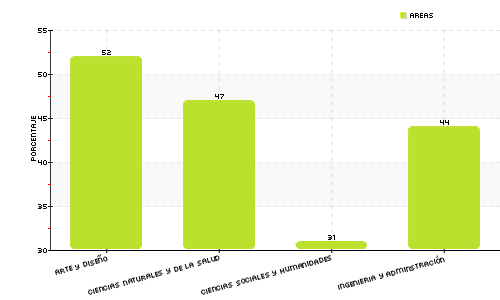 AREAS
55
52
50
47
45
44
40
35
31
30
PORCENTAJE
ARTE Y DISEÑO
CIENCIAS NATURALES Y DE LA SALUD
CIENCIAS SOCIALES Y HUMANIDADES
INGENIERIA Y ADMINISTRACIÓN